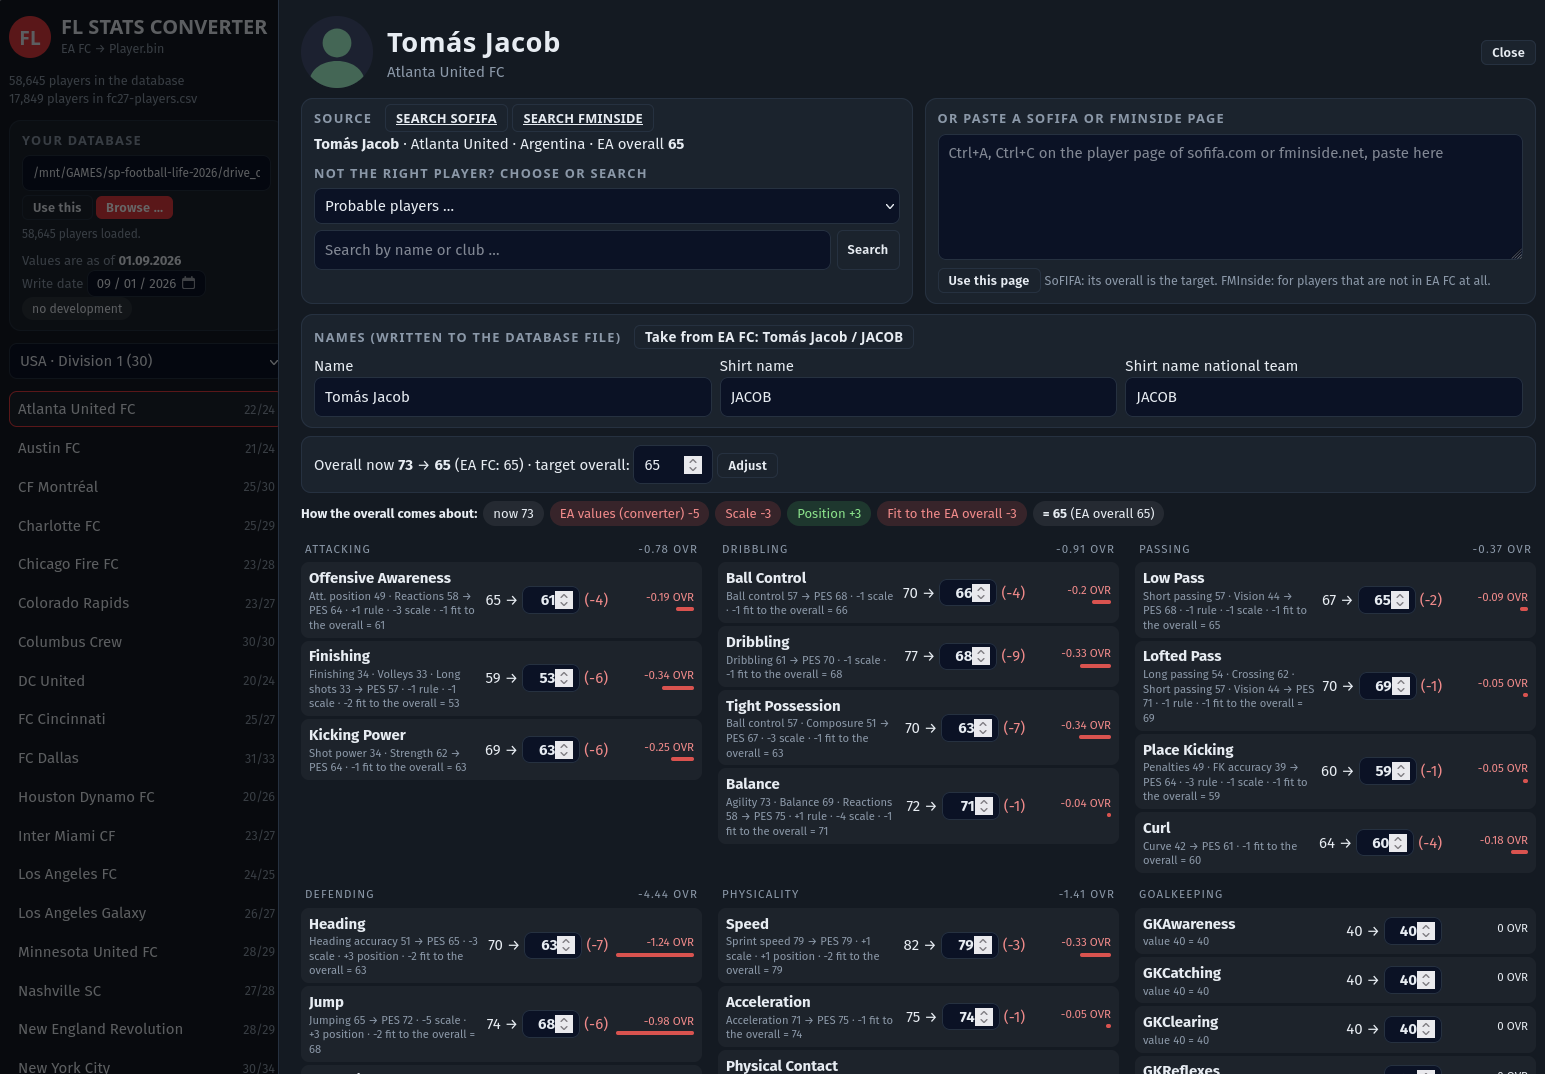 FL
FL STATS CONVERTER
EA FC → Player.bin
58,645 players in the database
17,849 players in fc27-players.csv
YOUR DATABASE
/mnt/GAMES/sp-football-life-2026/drive_c
Use this
Browse ...
58,645 players loaded.
Values are as of 01.09.2026
Write date 09 / 01 / 2026
no development
USA · Division 1 (30)
Atlanta United FC 22/24
Austin FC 21/24
CF Montréal 25/30
Charlotte FC 25/29
Chicago Fire FC 23/28
Colorado Rapids 23/27
Columbus Crew 30/30
DC United 20/24
FC Cincinnati 25/27
FC Dallas 31/33
Houston Dynamo FC 20/26
Inter Miami CF 23/27
Los Angeles FC 24/25
Los Angeles Galaxy 26/27
Minnesota United FC 28/29
Nashville SC 27/28
New England Revolution 28/29
New York City 30/34
Tomás Jacob
Atlanta United FC
Close
SOURCE SEARCH SOFIFA SEARCH FMINSIDE
Tomás Jacob · Atlanta United · Argentina · EA overall 65
NOT THE RIGHT PLAYER? CHOOSE OR SEARCH
Probable players ...
Search by name or club ...
Search
OR PASTE A SOFIFA OR FMINSIDE PAGE
Ctrl+A, Ctrl+C on the player page of sofifa.com or fminside.net, paste here
Use this page
SoFIFA: its overall is the target. FMInside: for players that are not in EA FC at all.
NAMES (WRITTEN TO THE DATABASE FILE) Take from EA FC: Tomás Jacob / JACOB
Name
Tomás Jacob
Shirt name
JACOB
Shirt name national team
JACOB
Overall now 73 → 65 (EA FC: 65) · target overall: 65 Adjust
How the overall comes about: now 73 EA values (converter) -5 Scale -3 Position +3 Fit to the EA overall -3 = 65 (EA overall 65)
ATTACKING -0.78 OVR
Offensive Awareness
Att. position 49 · Reactions 58 →
PES 64 · +1 rule · -3 scale · -1 fit to
the overall = 61
65 → 61 (-4) -0.19 OVR
Finishing
Finishing 34 · Volleys 33 · Long
shots 33 → PES 57 · -1 rule · -1
scale · -2 fit to the overall = 53
59 → 53 (-6) -0.34 OVR
Kicking Power
Shot power 34 · Strength 62 →
PES 64 · -1 fit to the overall = 63
69 → 63 (-6) -0.25 OVR
DRIBBLING -0.91 OVR
Ball Control
Ball control 57 → PES 68 · -1 scale
· -1 fit to the overall = 66
70 → 66 (-4) -0.2 OVR
Dribbling
Dribbling 61 → PES 70 · -1 scale ·
-1 fit to the overall = 68
77 → 68 (-9) -0.33 OVR
Tight Possession
Ball control 57 · Composure 51 →
PES 67 · -3 scale · -1 fit to the
overall = 63
70 → 63 (-7) -0.34 OVR
Balance
Agility 73 · Balance 69 · Reactions
58 → PES 75 · +1 rule · -4 scale · -1
fit to the overall = 71
72 → 71 (-1) -0.04 OVR
PASSING -0.37 OVR
Low Pass
Short passing 57 · Vision 44 →
PES 68 · -1 rule · -1 scale · -1 fit to
the overall = 65
67 → 65 (-2) -0.09 OVR
Lofted Pass
Long passing 54 · Crossing 62 ·
Short passing 57 · Vision 44 → PES
71 · -1 rule · -1 fit to the overall =
69
70 → 69 (-1) -0.05 OVR
Place Kicking
Penalties 49 · FK accuracy 39 →
PES 64 · -3 rule · -1 scale · -1 fit to
the overall = 59
60 → 59 (-1) -0.05 OVR
Curl
Curve 42 → PES 61 · -1 fit to the
overall = 60
64 → 60 (-4) -0.18 OVR
DEFENDING -4.44 OVR
Heading
Heading accuracy 51 → PES 65 · -3
scale · +3 position · -2 fit to the
overall = 63
70 → 63 (-7) -1.24 OVR
Jump
Jumping 65 → PES 72 · -5 scale ·
+3 position · -2 fit to the overall =
68
74 → 68 (-6) -0.98 OVR
PHYSICALITY -1.41 OVR
Speed
Sprint speed 79 → PES 79 · +1
scale · +1 position · -2 fit to the
overall = 79
82 → 79 (-3) -0.33 OVR
Acceleration
Acceleration 71 → PES 75 · -1 fit to
the overall = 74
75 → 74 (-1) -0.05 OVR
Physical Contact
GOALKEEPING
GKAwareness
value 40 = 40
40 → 40 0 OVR
GKCatching
value 40 = 40
40 → 40 0 OVR
GKClearing
value 40 = 40
40 → 40 0 OVR
GKReflexes